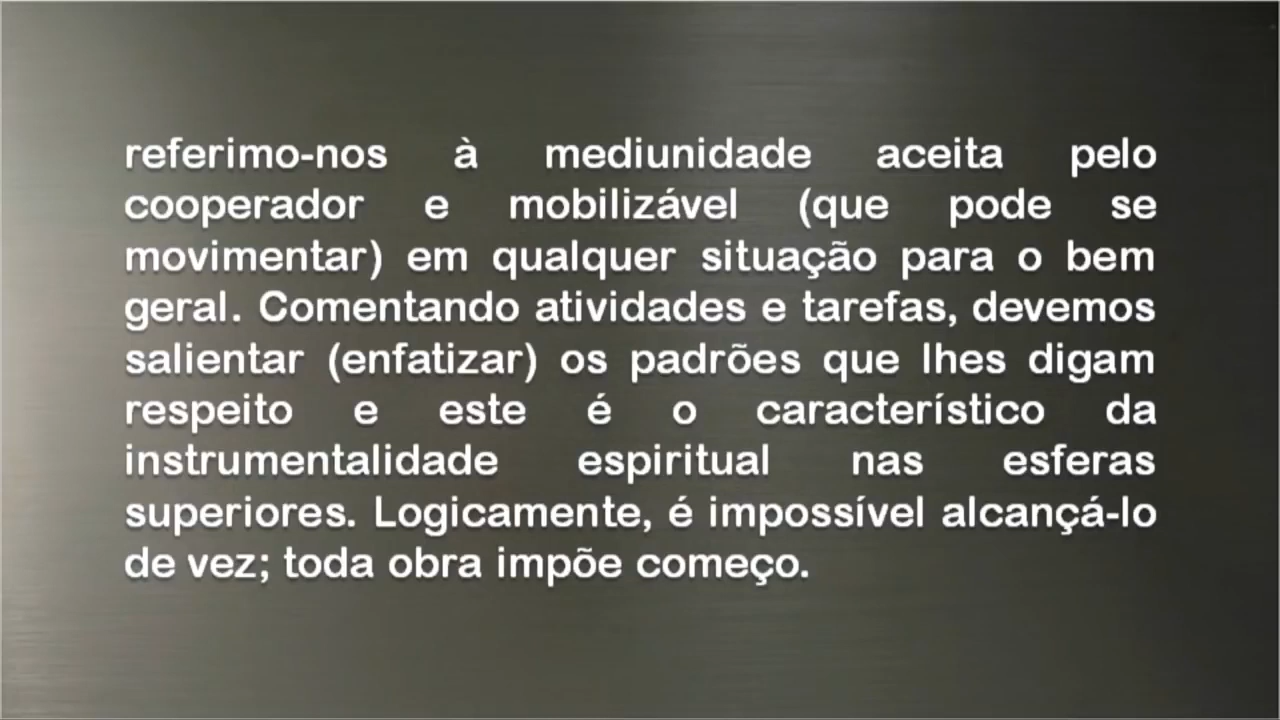 referimo-nos à mediunidade aceita pelo
cooperador e mobilizável (que pode se
movimentar) em qualquer situação para o bem
geral. Comentando atividades e tarefas, devemos
salientar (enfatizar) os padrões que lhes digam
respeito e este é o característico da
instrumentalidade espiritual nas esferas
superiores. Logicamente, é impossível alcançá-lo
de vez; toda obra impõe começo.